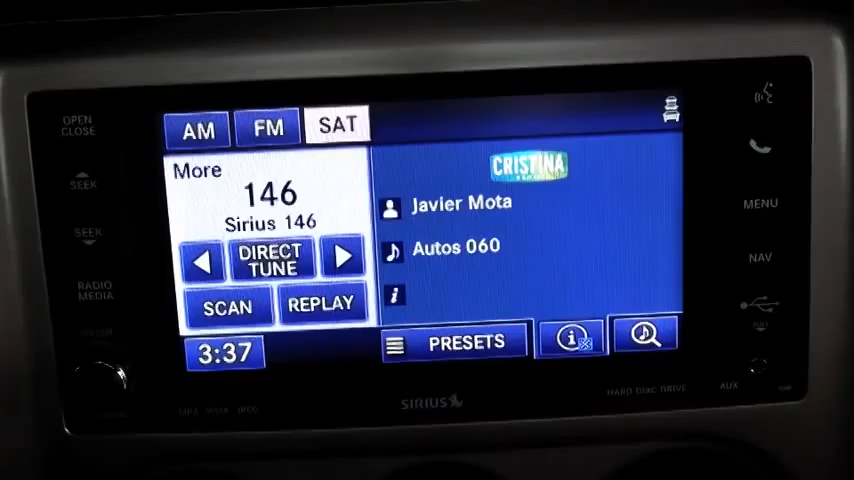 OPEN
CLOSE
SEEK
SEEK
RADIO
MEDIA
AM FM SAT
More
146
Sirius 146
DIRECT
TUNE
SCAN REPLAY
3:37
CRISTINA
Javier Mota
Autos 060
i
PRESETS
i
MENU
NAV
SIRIUS
HARD DISC DRIVE
AUX